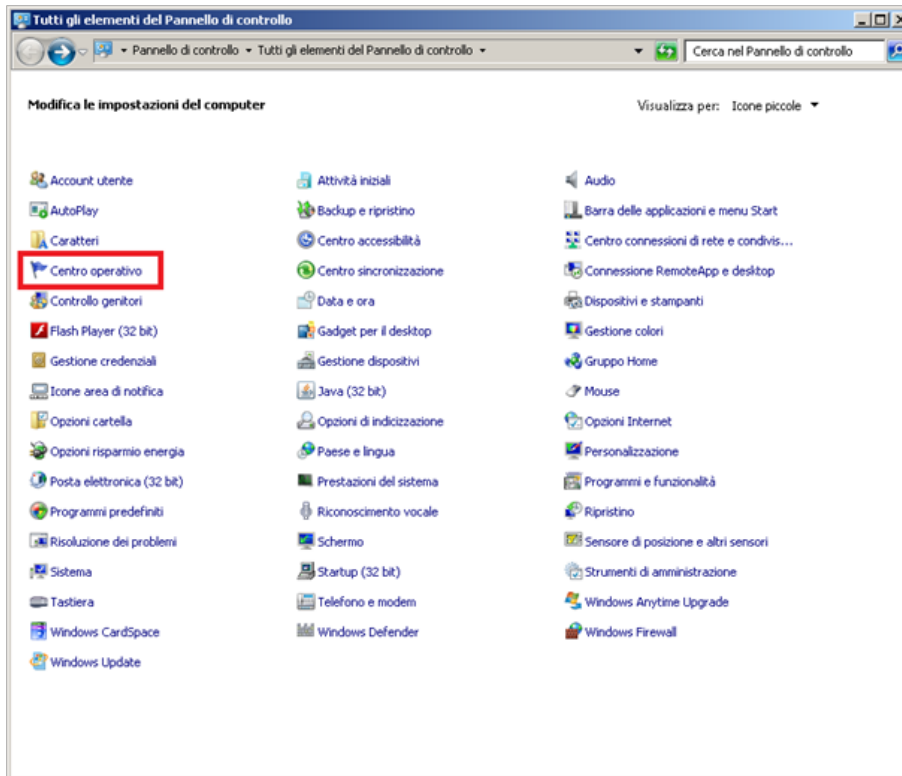 Tutti gli elementi del Pannello di controllo
Pannello di controllo Tutti gli elementi del Pannello di controllo Cerca nel Pannello di controllo
Modifica le impostazioni del computer Visualizza per: Icone piccole
Account utente Attività iniziali Audio
AutoPlay Backup e ripristino Barra delle applicazioni e menu Start
Caratteri Centro accessibilità Centro connessioni di rete e condivis...
Centro operativo Centro sincronizzazione Connessione RemoteApp e desktop
Controllo genitori Data e ora Dispositivi e stampanti
Flash Player (32 bit) Gadget per il desktop Gestione colori
Gestione credenziali Gestione dispositivi Gruppo Home
Icone area di notifica Java (32 bit) Mouse
Opzioni cartella Opzioni di indicizzazione Opzioni Internet
Opzioni risparmio energia Paese e lingua Personalizzazione
Posta elettronica (32 bit) Prestazioni del sistema Programmi e funzionalità
Programmi predefiniti Riconoscimento vocale Ripristino
Risoluzione dei problemi Schermo Sensore di posizione e altri sensori
Sistema Startup (32 bit) Strumenti di amministrazione
Tastiera Telefono e modem Windows Anytime Upgrade
Windows CardSpace Windows Defender Windows Firewall
Windows Update